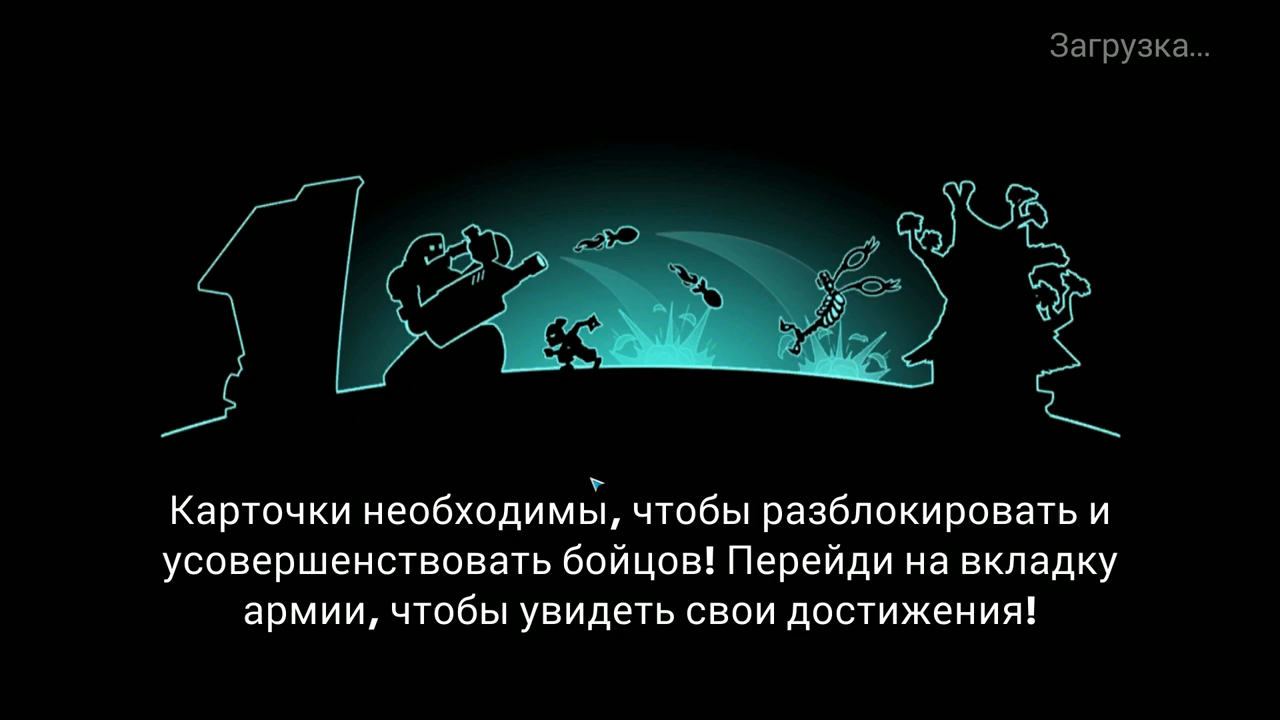 Загрузка...
Карточки необходимы, чтобы разблокировать и
усовершенствовать бойцов! Перейди на вкладку
армии, чтобы увидеть свои достижения!